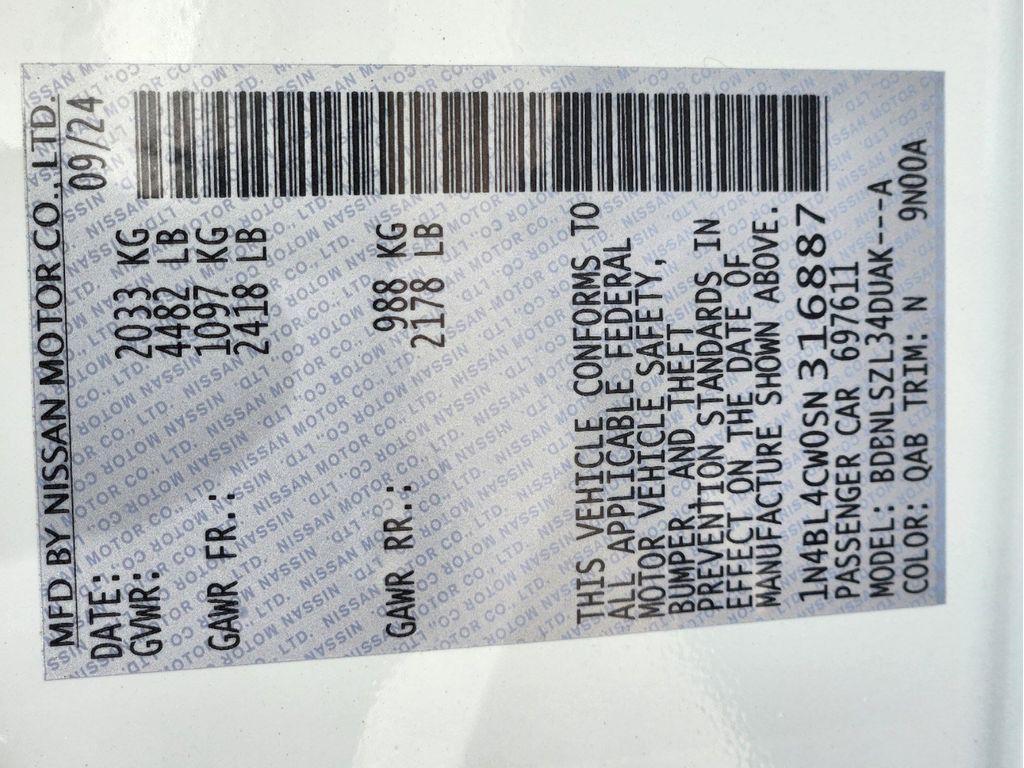 MFD BY NISSAN MOTOR CO., LTD.
DATE: 09/24
GVWR: 2033 KG
4482 LB
GAWR FR.: 1097 KG
2418 LB
GAWR RR.: 988 KG
2178 LB
THIS VEHICLE CONFORMS TO
ALL APPLICABLE FEDERAL
MOTOR VEHICLE SAFETY,
BUMPER, AND THEFT
PREVENTION STANDARDS IN
EFFECT ON THE DATE OF
MANUFACTURE SHOWN ABOVE.
1N4BL4CW0SN316887
PASSENGER CAR 697611
MODEL: BDBNLSZL34DUAK----A
COLOR: QAB TRIM: N 9N00A